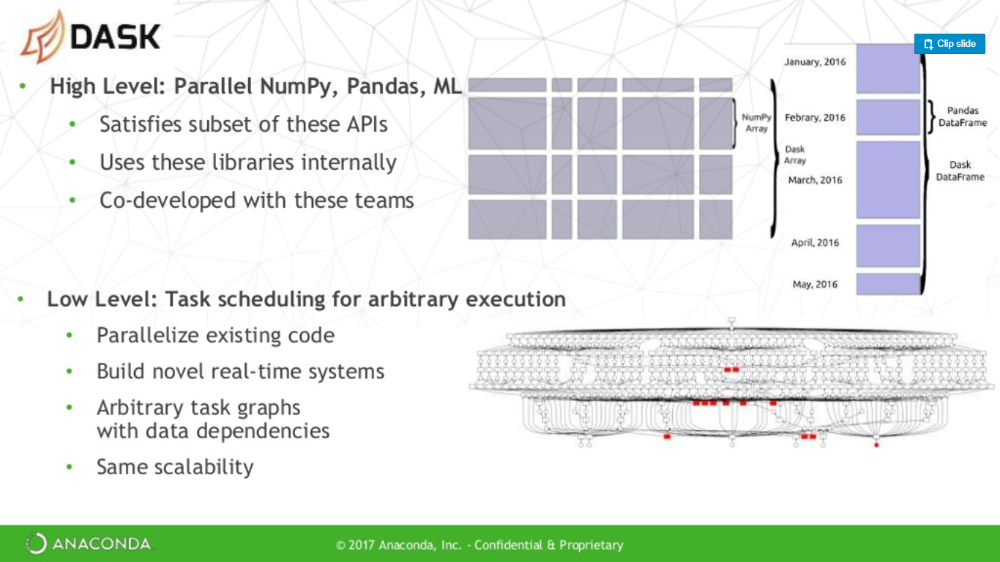 DASK
Clip slide
High Level: Parallel NumPy, Pandas, ML
Satisfies subset of these APIs
Uses these libraries internally
Co-developed with these teams
NumPy
Array
Dask
Array
January, 2016
Febrary, 2016
March, 2016
April, 2016
May, 2016
Pandas
DataFrame
Dask
DataFrame
Low Level: Task scheduling for arbitrary execution
Parallelize existing code
Build novel real-time systems
Arbitrary task graphs
with data dependencies
Same scalability
ANACONDA
© 2017 Anaconda, Inc. - Confidential & Proprietary